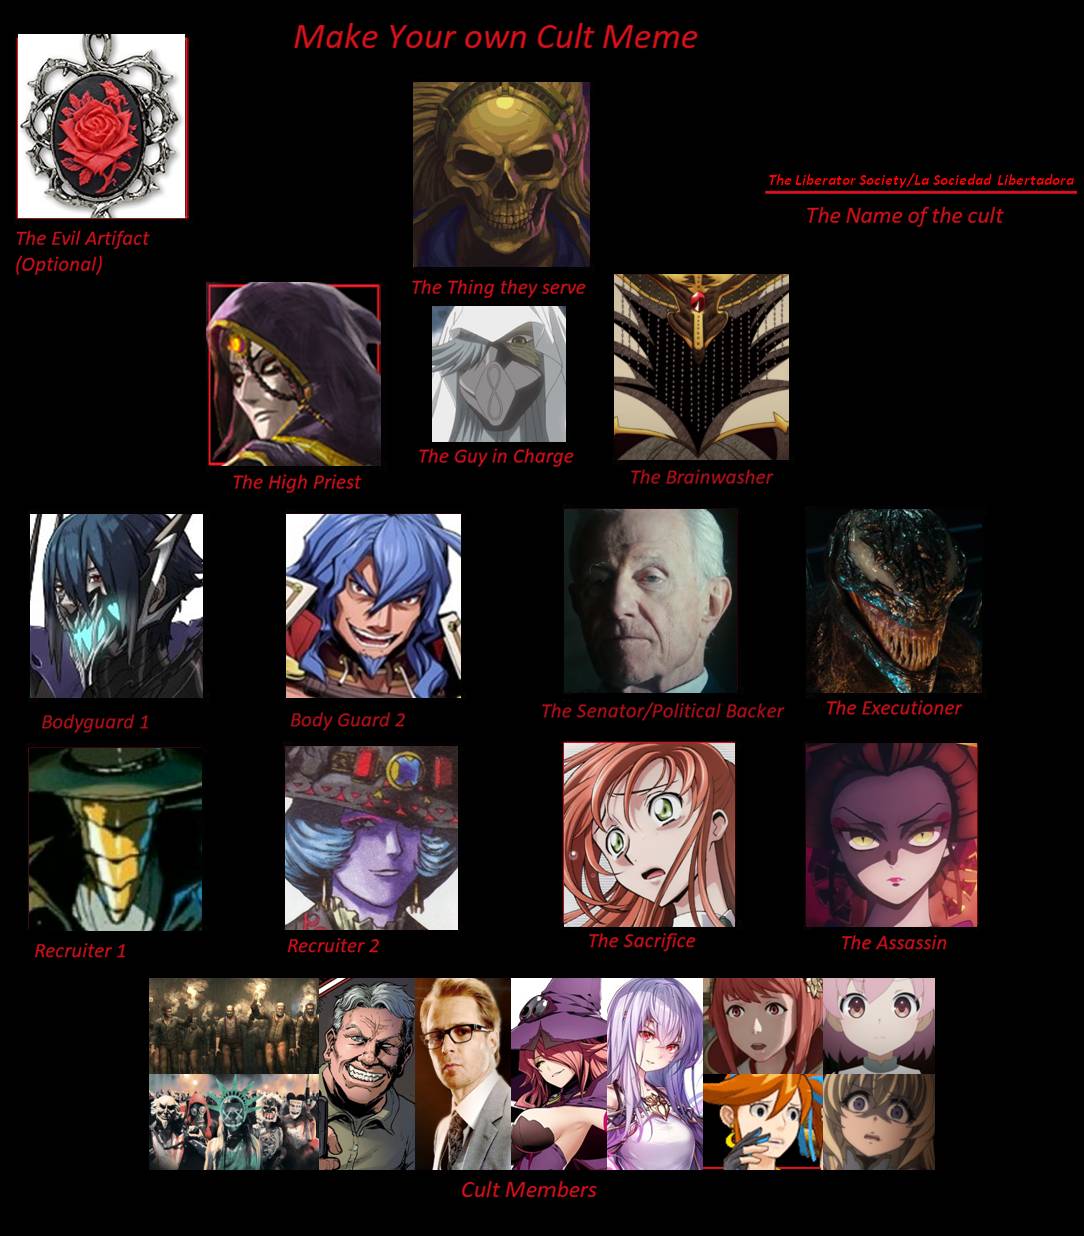 Make Your own Cult Meme
The Liberator Society/La Sociedad Libertadora
The Name of the cult
The Evil Artifact
(Optional)
The Thing they serve
The High Priest
The Guy in Charge
The Brainwasher
Bodyguard 1
Body Guard 2
The Senator/Political Backer
The Executioner
Recruiter 1
Recruiter 2
The Sacrifice
The Assassin
Cult Members